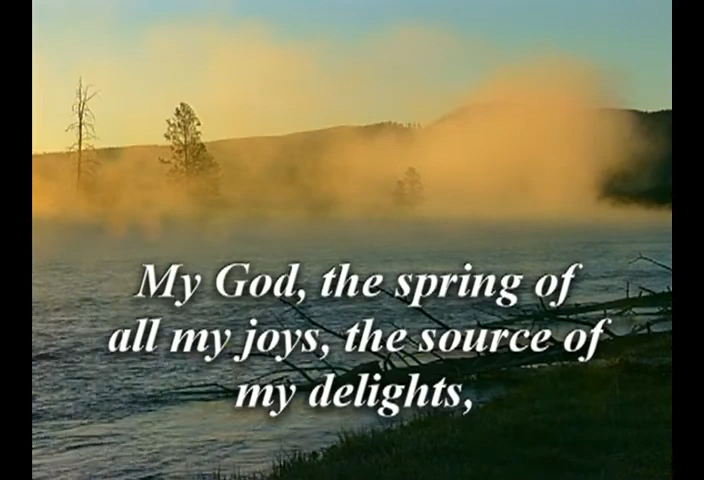 My God, the spring of
all my joys, the source of
my delights,